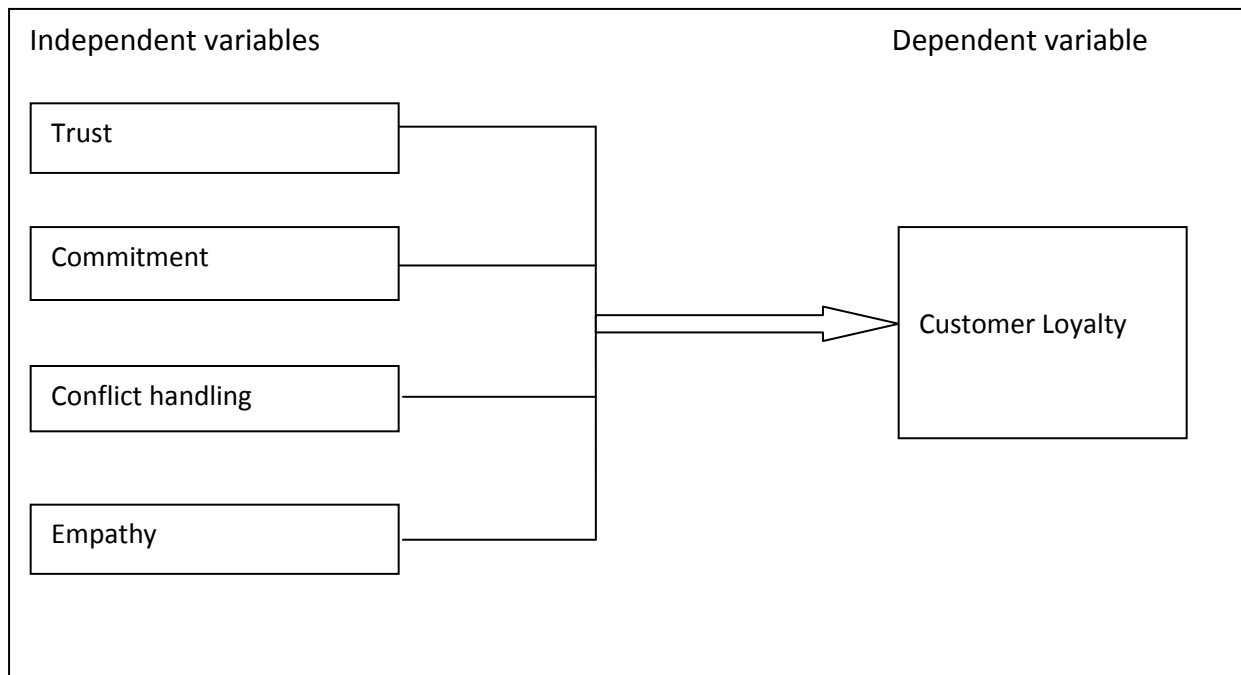 Independent variables
Dependent variable
Trust
Commitment
Conflict handling
Empathy
Customer Loyalty